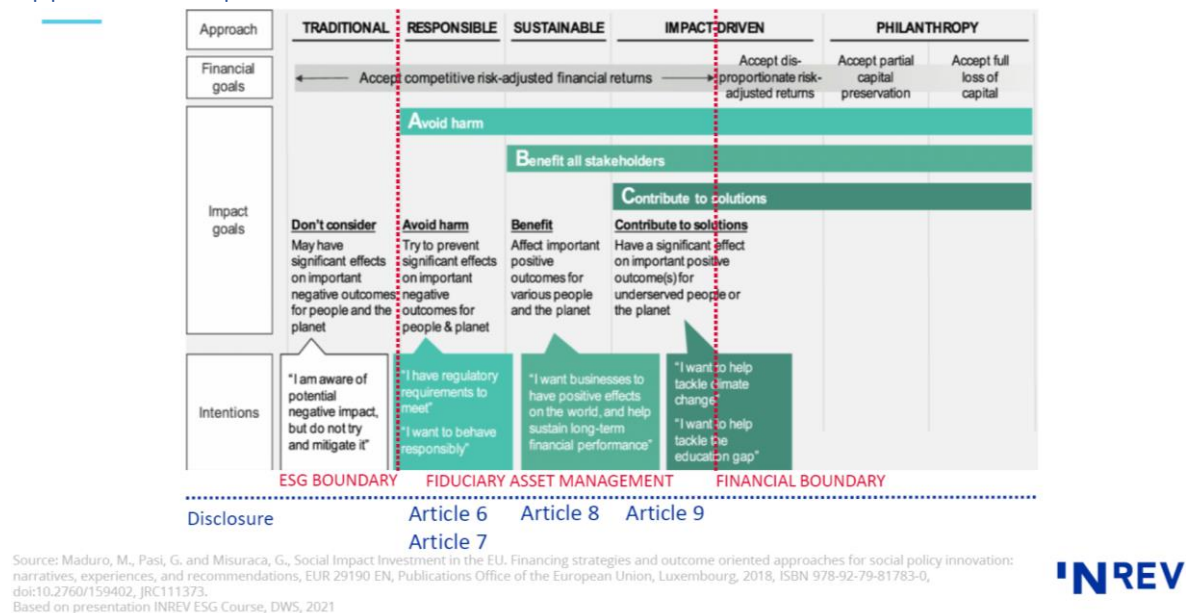 Approach
TRADITIONAL RESPONSIBLE SUSTAINABLE IMPACT-DRIVEN PHILANTHROPY
Financial goals
Accept competitive risk-adjusted financial returns
Accept dis-
proportionate risk-
adjusted returns
Accept partial
capital
preservation
Accept full
loss of
capital
Impact
goals
Avoid harm
Benefit all stakeholders
Contribute to solutions
Don't consider
May have
significant effects
on important
negative outcomes
for people and the
planet
Avoid harm
Try to prevent
significant effects
on important
negative
outcomes for
people & planet
Benefit
Affect important
positive
outcomes for
various people
and the planet
Contribute to solutions
Have a significant effect
on important positive
outcome(s) for
underserved people or
the planet
Intentions
"I am aware of
potential
negative impact,
but do not try
and mitigate it"
"I have regulatory
requirements to
meet"
"I want to behave
responsibly"
"I want businesses to
have positive effects
on the world, and help
sustain long-term
financial performance"
"I want to help
tackle climate
change"
"I want to help
tackle the
education gap"
ESG BOUNDARY FIDUCIARY ASSET MANAGEMENT FINANCIAL BOUNDARY
Disclosure
Article 6
Article 7
Article 8
Article 9
Source: Maduro, M., Pasi, G. and Misuraca, G., Social Impact Investment in the EU. Financing strategies and outcome oriented approaches for social policy innovation:
narratives, experiences, and recommendations, EUR 29190 EN, Publications Office of the European Union, Luxembourg, 2018, ISBN 978-92-79-81783-0,
doi:10.2760/159402, JRC111373.
Based on presentation INREV ESG Course, DWS, 2021
INREV